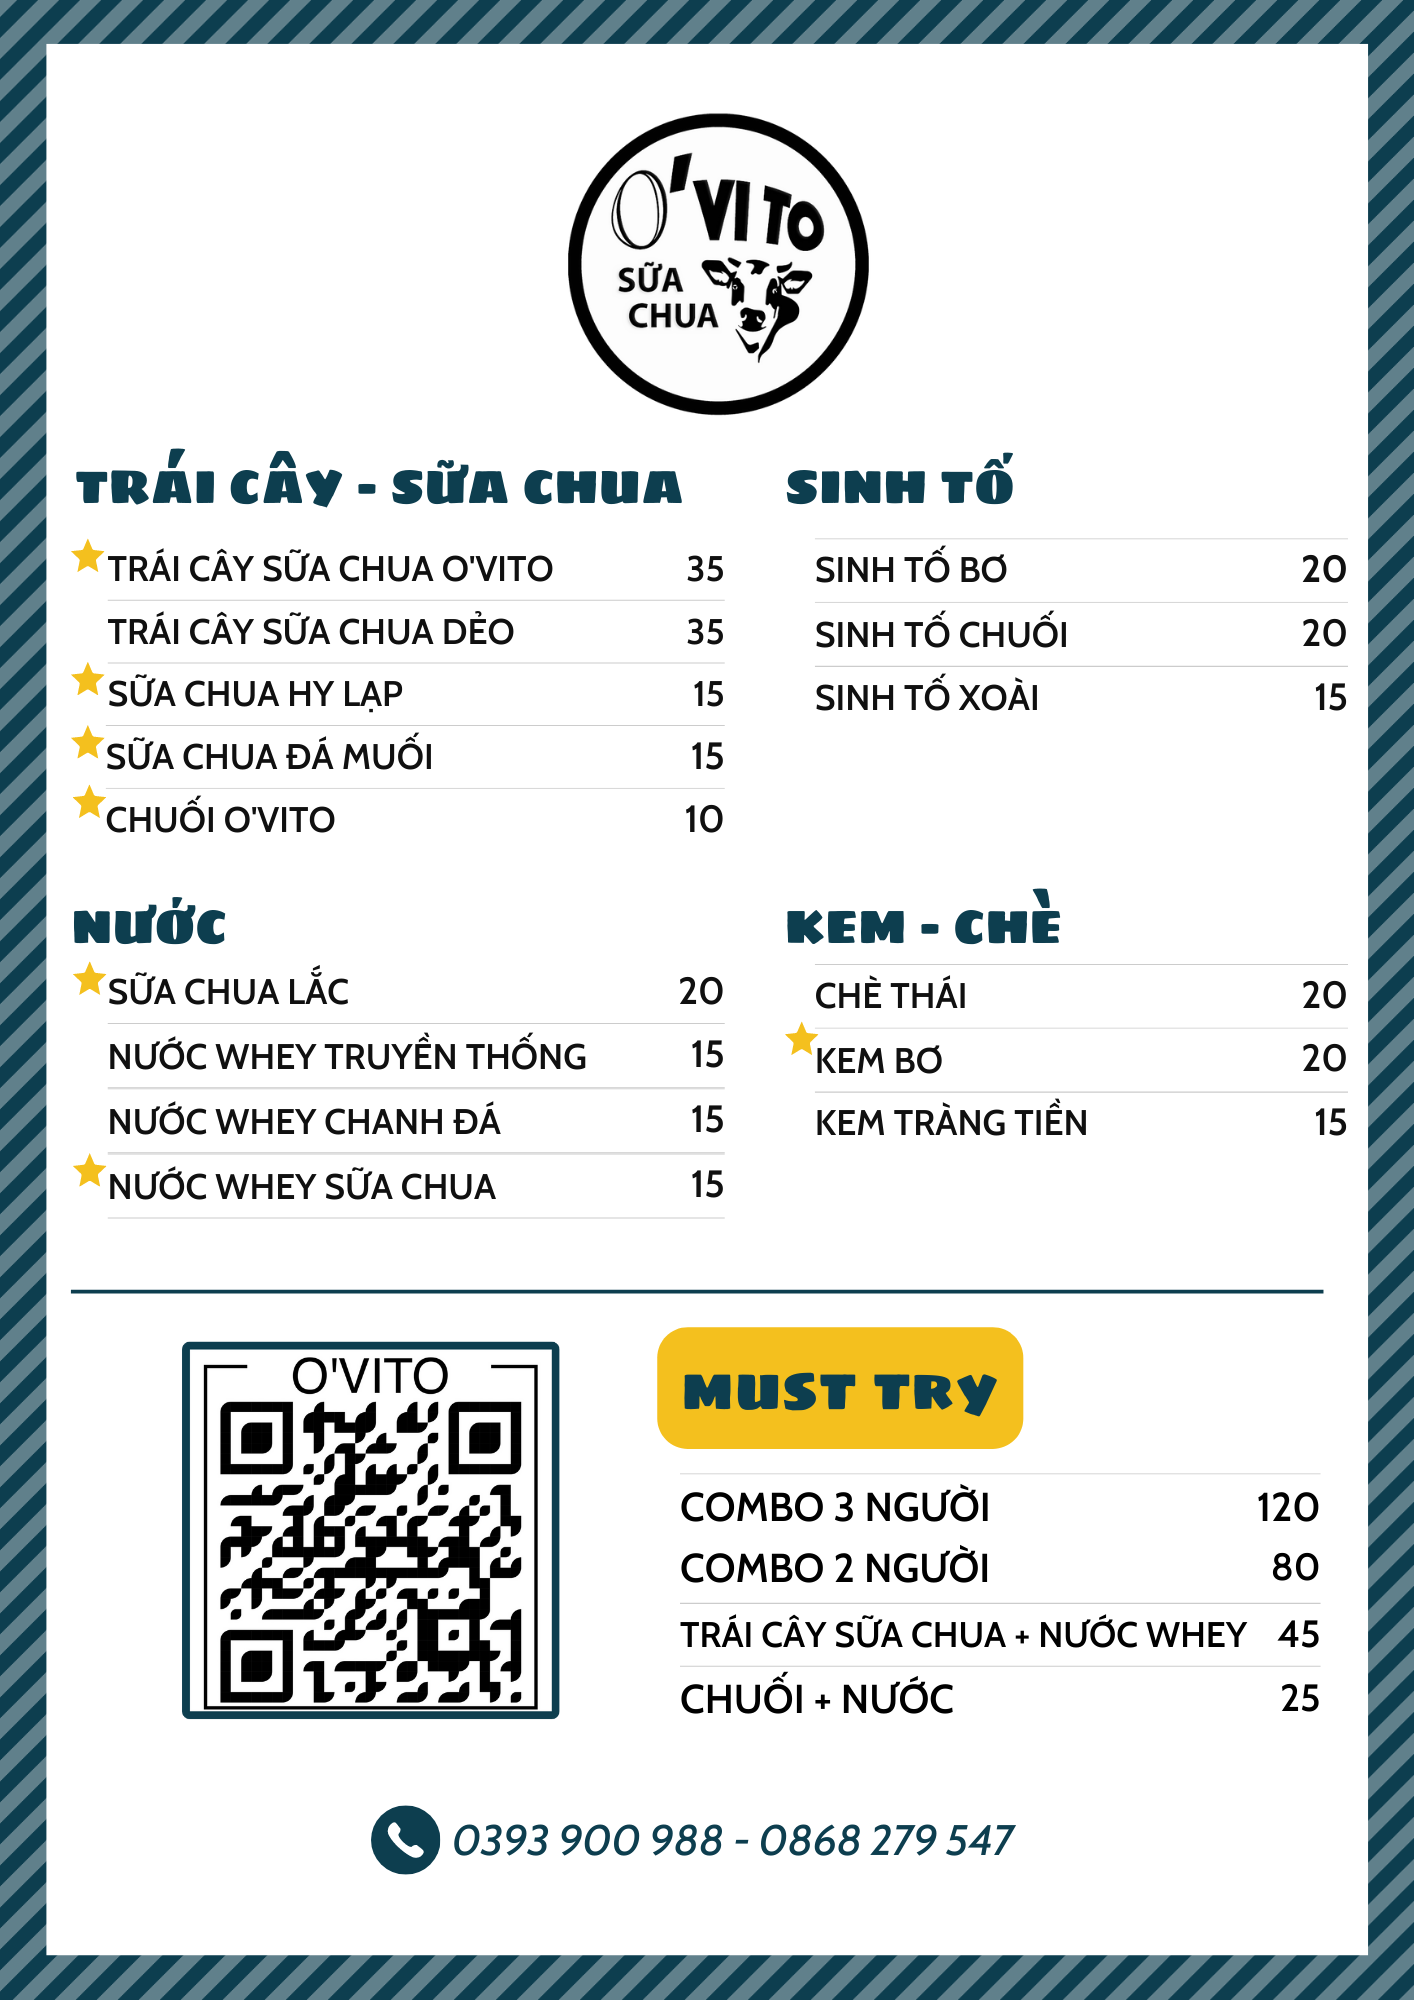 O'VITO
SỮA
CHUA
TRÁI CÂY - SỮA CHUA
TRÁI CÂY SỮA CHUA O'VITO 35
TRÁI CÂY SỮA CHUA DẺO 35
SỮA CHUA HY LẠP 15
SỮA CHUA ĐÁ MUỐI 15
CHUỐI O'VITO 10
SINH TỐ
SINH TỐ BƠ 20
SINH TỐ CHUỐI 20
SINH TỐ XOÀI 15
NƯỚC
SỮA CHUA LẮC 20
NƯỚC WHEY TRUYỀN THỐNG 15
NƯỚC WHEY CHANH ĐÁ 15
NƯỚC WHEY SỮA CHUA 15
KEM - CHÈ
CHÈ THÁI 20
KEM BƠ 20
KEM TRÀNG TIỀN 15
O'VITO
MUST TRY
COMBO 3 NGƯỜI 120
COMBO 2 NGƯỜI 80
TRÁI CÂY SỮA CHUA + NƯỚC WHEY 45
CHUỐI + NƯỚC 25
0393 900 988 - 0868 279 547